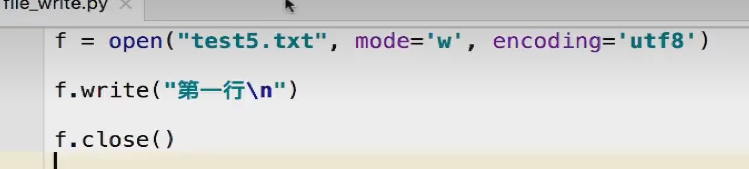 file_write.py ×
f = open("test5.txt", mode='w', encoding='utf8')
f.write("第一行\n")
f.close()